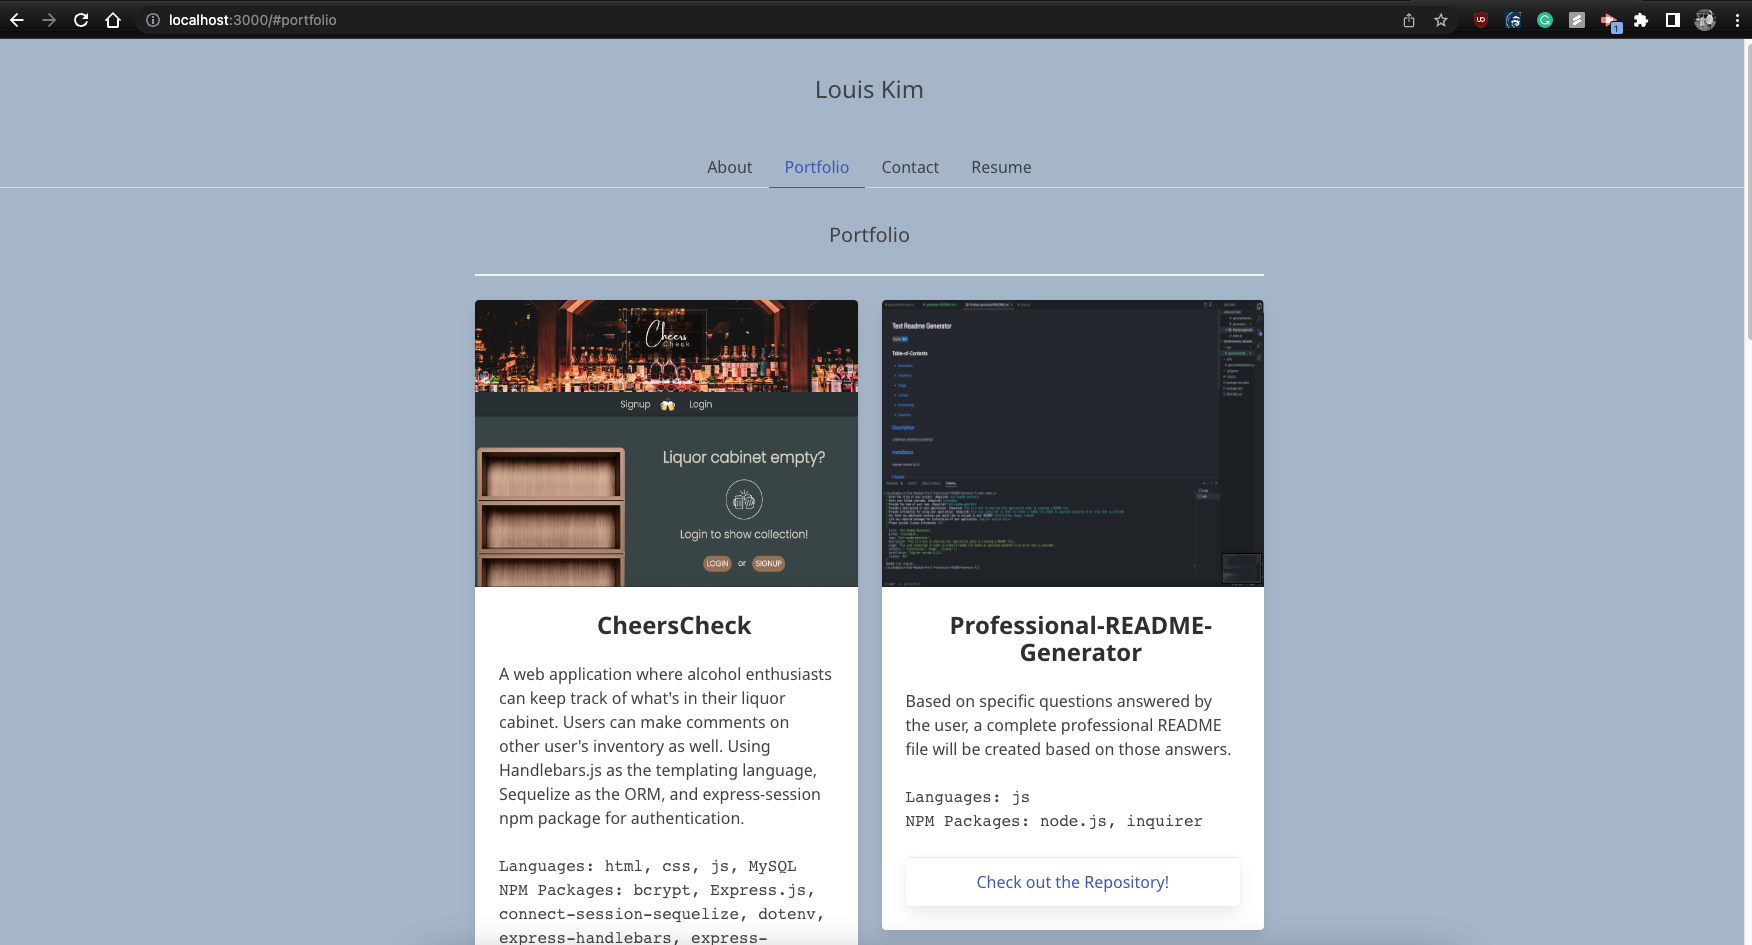 localhost:3000/#portfolio
1
Louis Kim
About Portfolio Contact Resume
Portfolio
Cheers
Check
Signup Login
Liquor cabinet empty?
Login to show collection!
LOGIN or SIGNUP
CheersCheck
A web application where alcohol enthusiasts
can keep track of what's in their liquor
cabinet. Users can make comments on
other user's inventory as well. Using
Handlebars.js as the templating language,
Sequelize as the ORM, and express-session
npm package for authentication.
Languages: html, css, js, MySQL
NPM Packages: bcrypt, Express.js,
connect-session-sequelize, dotenv,
express-handlebars, express-
Test Readme Generator
Table-of-Contents
Description
Installation
Professional-README-
Generator
Based on specific questions answered by
the user, a complete professional README
file will be created based on those answers.
Languages: js
NPM Packages: node.js, inquirer
Check out the Repository!